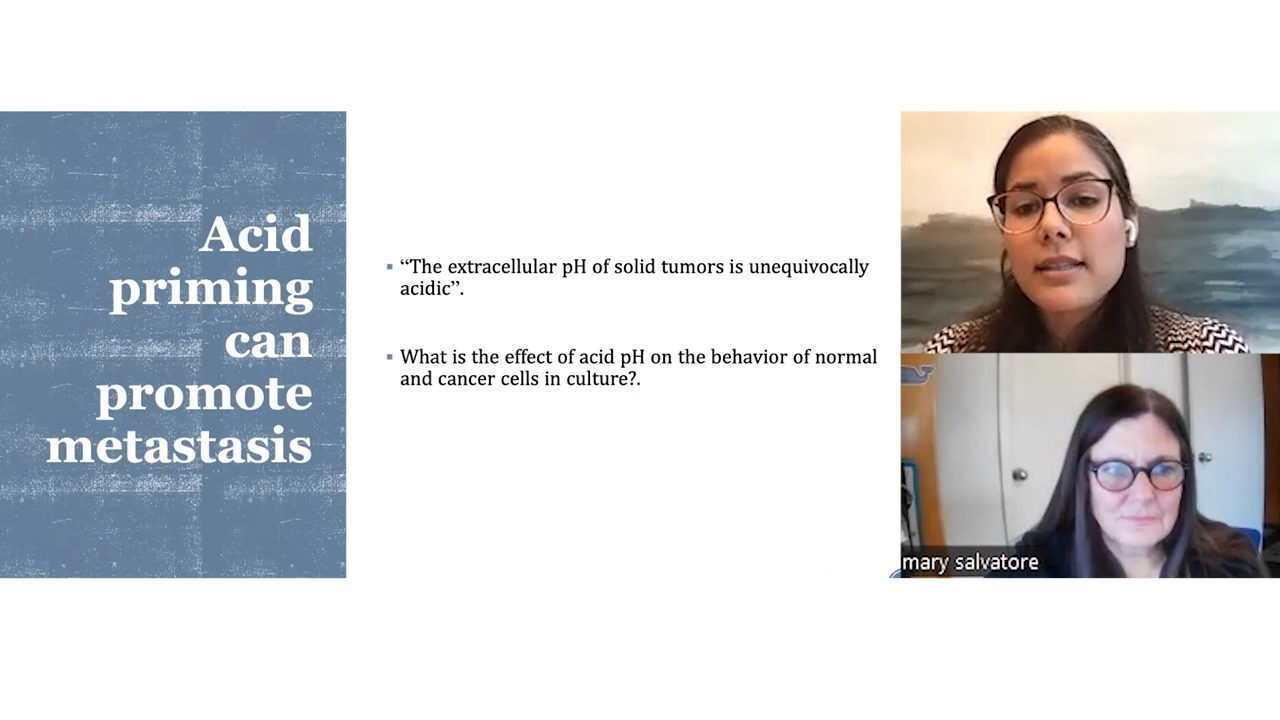 Acid
priming
can
promote
metastasis
▪ “The extracellular pH of solid tumors is unequivocally
acidic”.
▪ What is the effect of acid pH on the behavior of normal
and cancer cells in culture?.
mary salvatore